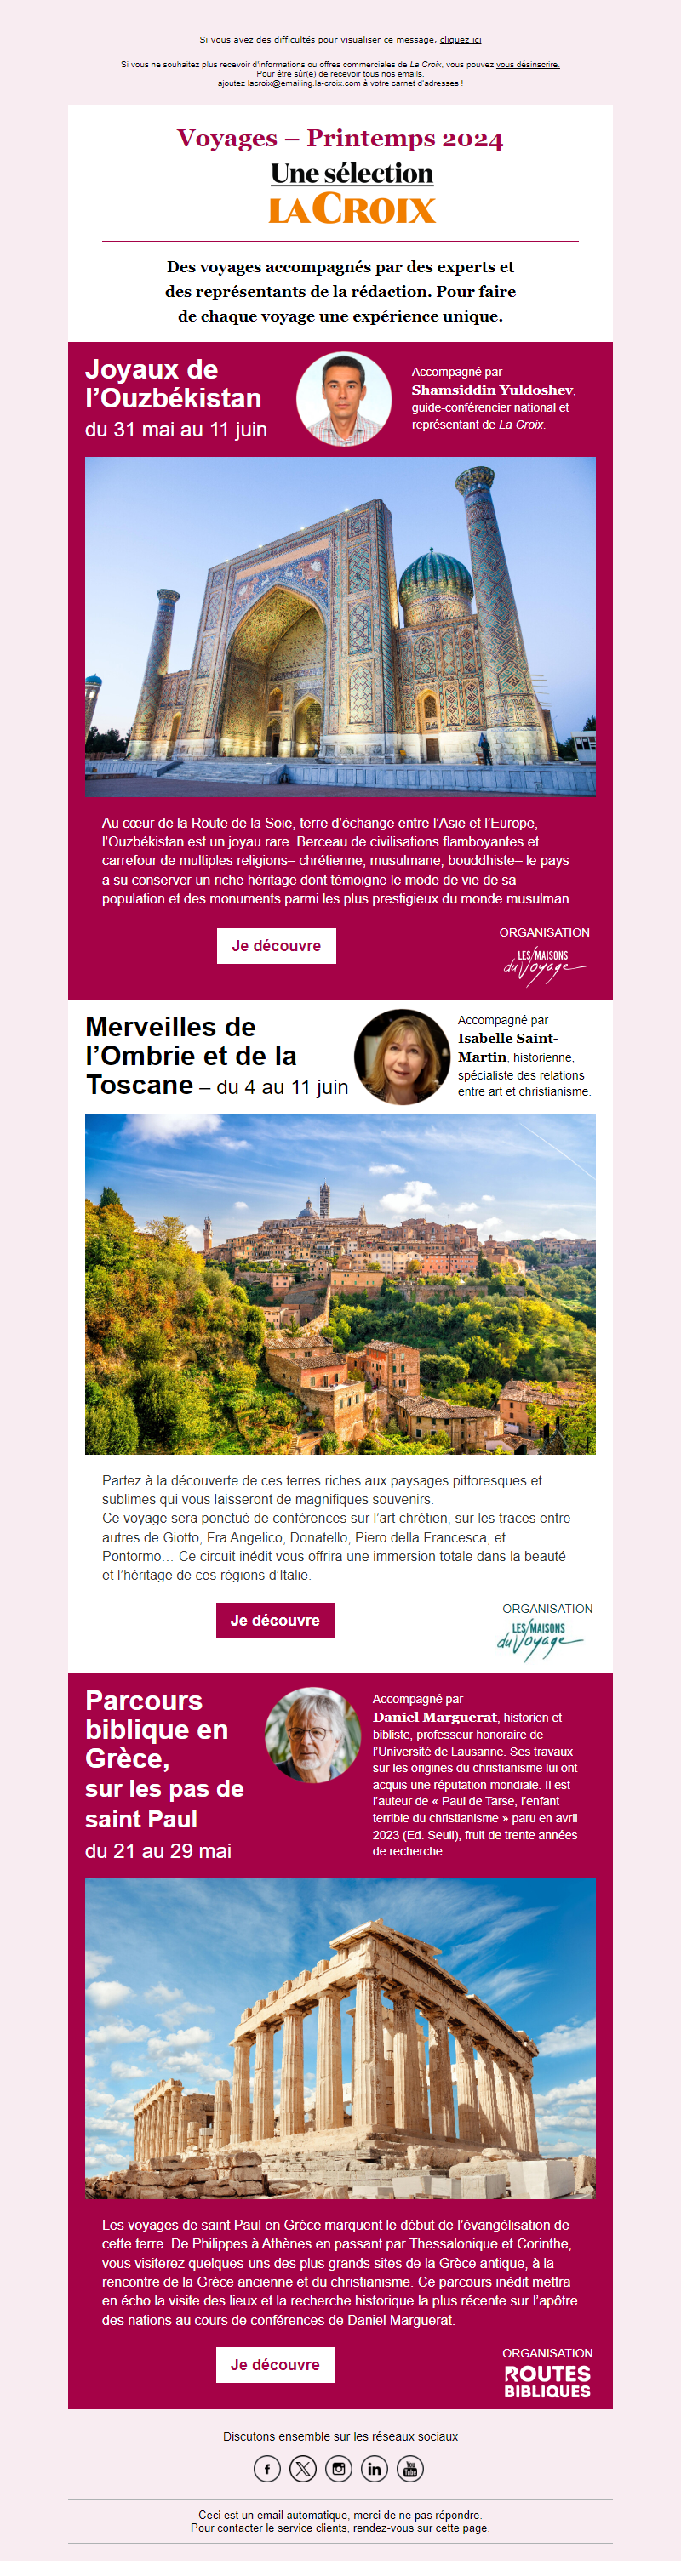 Si vous avez des difficultés pour visualiser ce message, cliquez ici
Si vous ne souhaitez plus recevoir d'informations ou offres commerciales de La Croix, vous pouvez vous désinscrire.
Pour être sûr(e) de recevoir tous nos emails,
ajoutez lacroix@emailing.la-croix.com à votre carnet d'adresses !
Voyages – Printemps 2024
Une sélection
LA CROIX
Des voyages accompagnés par des experts et
des représentants de la rédaction. Pour faire
de chaque voyage une expérience unique.
Joyaux de
l'Ouzbékistan
du 31 mai au 11 juin
Accompagné par
Shamsiddin Yuldoshev,
guide-conférencier national et
représentant de La Croix.
Au cœur de la Route de la Soie, terre d'échange entre l'Asie et l'Europe,
l'Ouzbékistan est un joyau rare. Berceau de civilisations flamboyantes et
carrefour de multiples religions– chrétienne, musulmane, bouddhiste– le pays
a su conserver un riche héritage dont témoigne le mode de vie de sa
population et des monuments parmi les plus prestigieux du monde musulman.
Je découvre
ORGANISATION
LES MAISONS
du Voyage
Merveilles de
l'Ombrie et de la
Toscane – du 4 au 11 juin
Accompagné par
Isabelle Saint-
Martin, historienne,
spécialiste des relations
entre art et christianisme.
Partez à la découverte de ces terres riches aux paysages pittoresques et
sublimes qui vous laisseront de magnifiques souvenirs.
Ce voyage sera ponctué de conférences sur l'art chrétien, sur les traces entre
autres de Giotto, Fra Angelico, Donatello, Piero della Francesca, et
Pontormo… Ce circuit inédit vous offrira une immersion totale dans la beauté
et l'héritage de ces régions d'Italie.
Je découvre
ORGANISATION
LES MAISONS
du Voyage
Parcours
biblique en
Grèce,
sur les pas de
saint Paul
du 21 au 29 mai
Accompagné par
Daniel Marguerat, historien et
bibliste, professeur honoraire de
l'Université de Lausanne. Ses travaux
sur les origines du christianisme lui ont
acquis une réputation mondiale. Il est
l'auteur de « Paul de Tarse, l'enfant
terrible du christianisme » paru en avril
2023 (Ed. Seuil), fruit de trente années
de recherche.
Les voyages de saint Paul en Grèce marquent le début de l'évangélisation de
cette terre. De Philippes à Athènes en passant par Thessalonique et Corinthe,
vous visiterez quelques-uns des plus grands sites de la Grèce antique, à la
rencontre de la Grèce ancienne et du christianisme. Ce parcours inédit mettra
en écho la visite des lieux et la recherche historique la plus récente sur l'apôtre
des nations au cours de conférences de Daniel Marguerat.
Je découvre
ORGANISATION
ROUTES
BIBLIQUES
Discutons ensemble sur les réseaux sociaux
f X in You Tube
Ceci est un email automatique, merci de ne pas répondre.
Pour contacter le service clients, rendez-vous sur cette page.